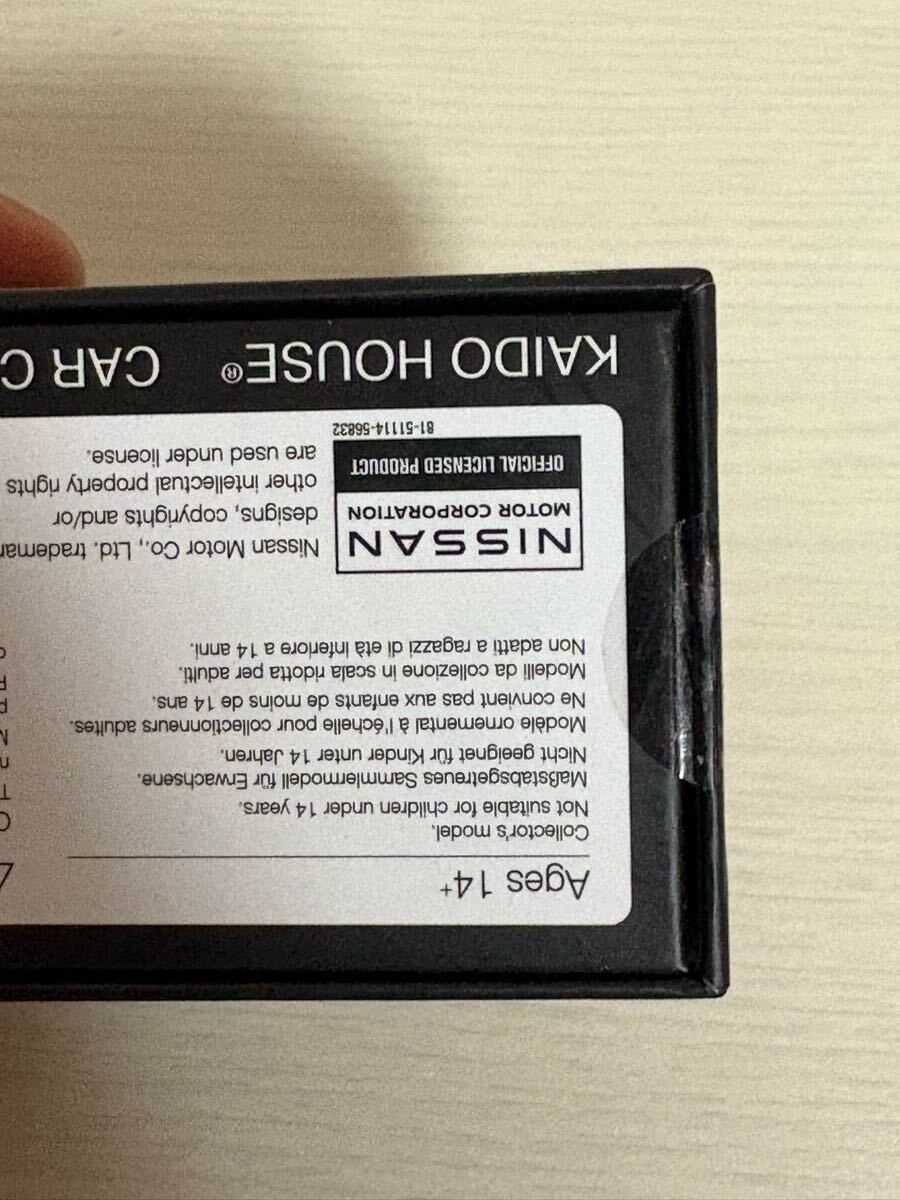 Ages 14+
Collector's model.
Not suitable for children under 14 years.
Maßstabsgetreues Sammlermodell für Erwachsene.
Nicht geeignet für Kinder unter 14 Jahren.
Modèle ornemental à l'échelle pour collectionneurs adultes.
Ne convient pas aux enfants de moins de 14 ans.
Modelli da collezione in scala ridotta per adulti.
Non adatti a ragazzi di età inferiore a 14 anni.
NISSAN
MOTOR CORPORATION
OFFICIAL LICENSED PRODUCT
81-51114-56832
Nissan Motor Co., Ltd.
designs, copyrights and/or
other intellectual property rights
are used under license.
KAIDO HOUSE® CAR